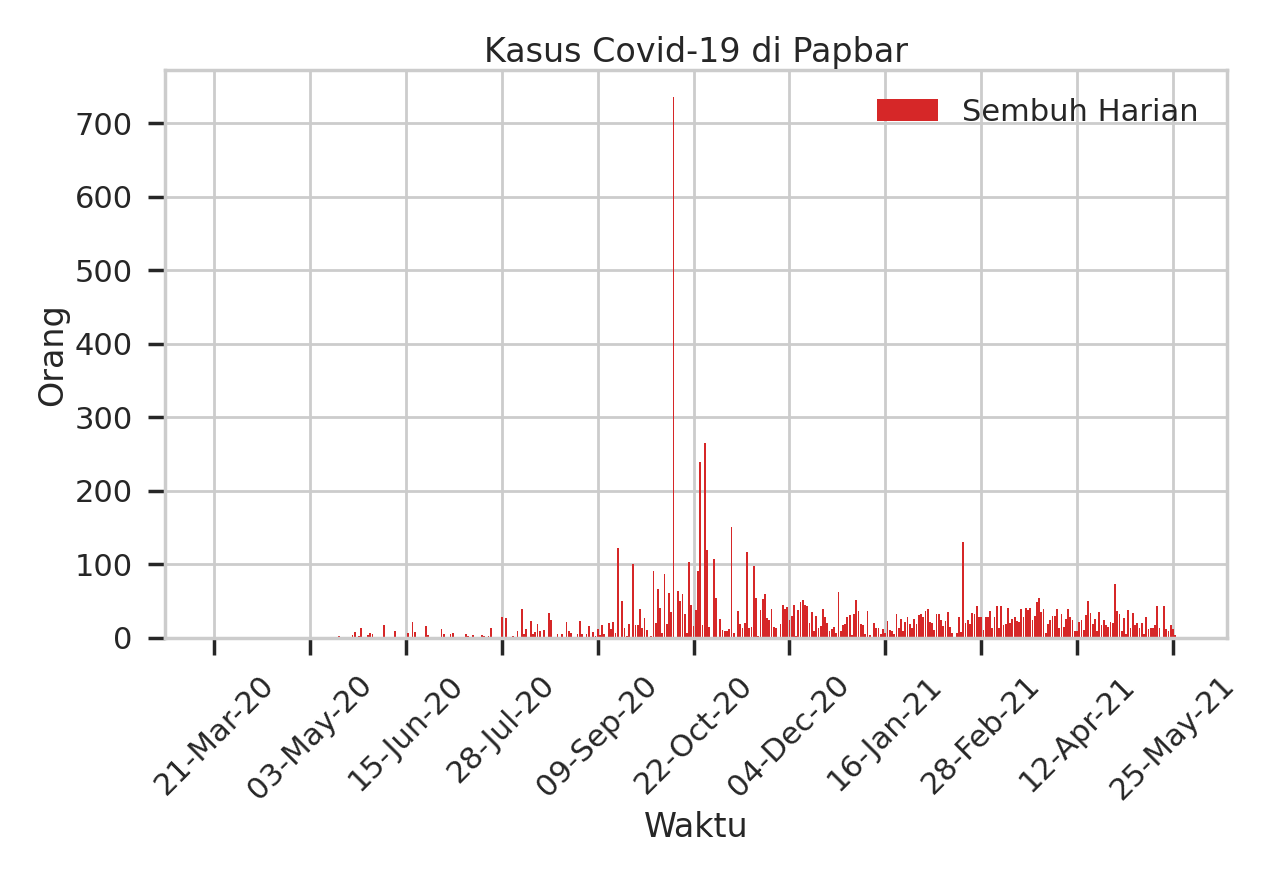 Kasus Covid-19 di Papbar
Sembuh Harian
700
600
500
400
300
200
100
0
Orang
21-Mar-20
03-May-20
15-Jun-20
28-Jul-20
09-Sep-20
22-Oct-20
04-Dec-20
16-Jan-21
28-Feb-21
12-Apr-21
25-May-21
Waktu